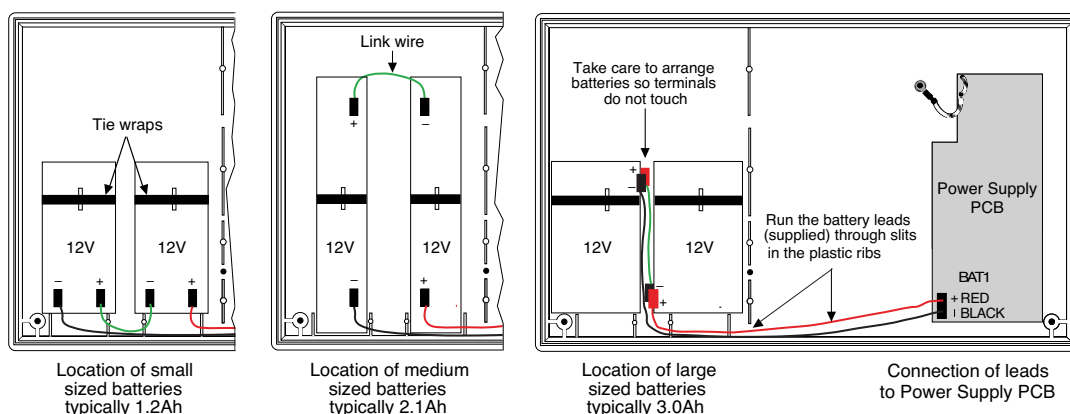 Tie wraps
12V
12V
–
+
–
+
Location of small
sized batteries
typically 1.2Ah
Link wire
+
–
12V
12V
–
+
Location of medium
sized batteries
typically 2.1Ah
Take care to arrange
batteries so terminals
do not touch
+
–
12V
12V
–
+
Location of large
sized batteries
typically 3.0Ah
Run the battery leads
(supplied) through slits
in the plastic ribs
Power Supply
PCB
BAT1
+ RED
– BLACK
Connection of leads
to Power Supply PCB